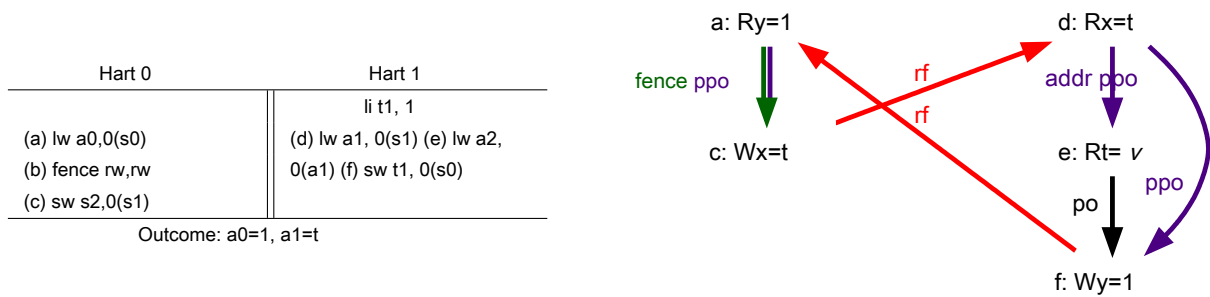 Hart 0 Hart 1
li t1, 1
(a) lw a0,0(s0) (d) lw a1, 0(s1) (e) lw a2,
(b) fence rw,rw 0(a1) (f) sw t1, 0(s0)
(c) sw s2,0(s1)
Outcome: a0=1, a1=t
a: Ry=1 d: Rx=t
fence ppo rf addr ppo
rf
c: Wx=t e: Rt= v
ppo
po
f: Wy=1